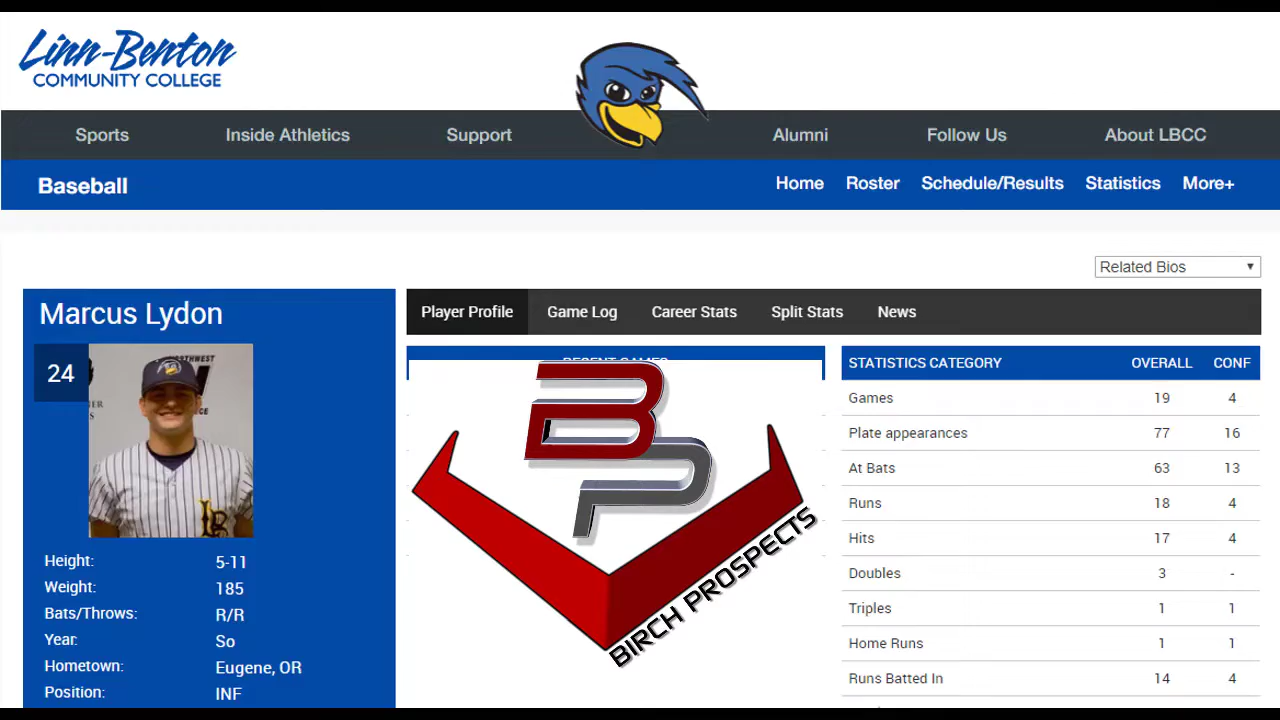 Linn-Benton
COMMUNITY COLLEGE
Sports Inside Athletics Support Alumni Follow Us About LBCC
Baseball Home Roster Schedule/Results Statistics More+
Related Bios
Marcus Lydon
24
Player Profile Game Log Career Stats Split Stats News
STATISTICS CATEGORY OVERALL CONF
Games 19 4
Plate appearances 77 16
At Bats 63 13
Runs 18 4
Hits 17 4
Doubles 3 -
Triples 1 1
Home Runs 1 1
Runs Batted In 14 4
BP
BIRCH PROSPECTS
Height: 5-11
Weight: 185
Bats/Throws: R/R
Year: So
Hometown: Eugene, OR
Position: INF